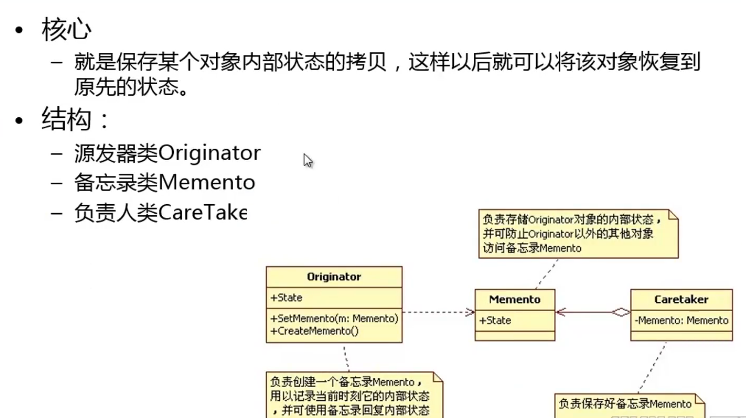 • 核心
– 就是保存某个对象内部状态的拷贝，这样以后就可以将该对象恢复到
原先的状态。
• 结构：
– 源发器类Originator
– 备忘录类Memento
– 负责人类CareTake
负责存储Originator对象的内部状态，
并可防止Originator以外的其他对象
访问备忘录Memento
Originator
+State
+SetMemento(m: Memento)
+CreateMemento()
Memento
+State
Caretaker
-Memento: Memento
负责创建一个备忘录Memento，
用以记录当前时刻它的内部状态
，并可使用备忘录回复内部状态
负责保存好备忘录Memento